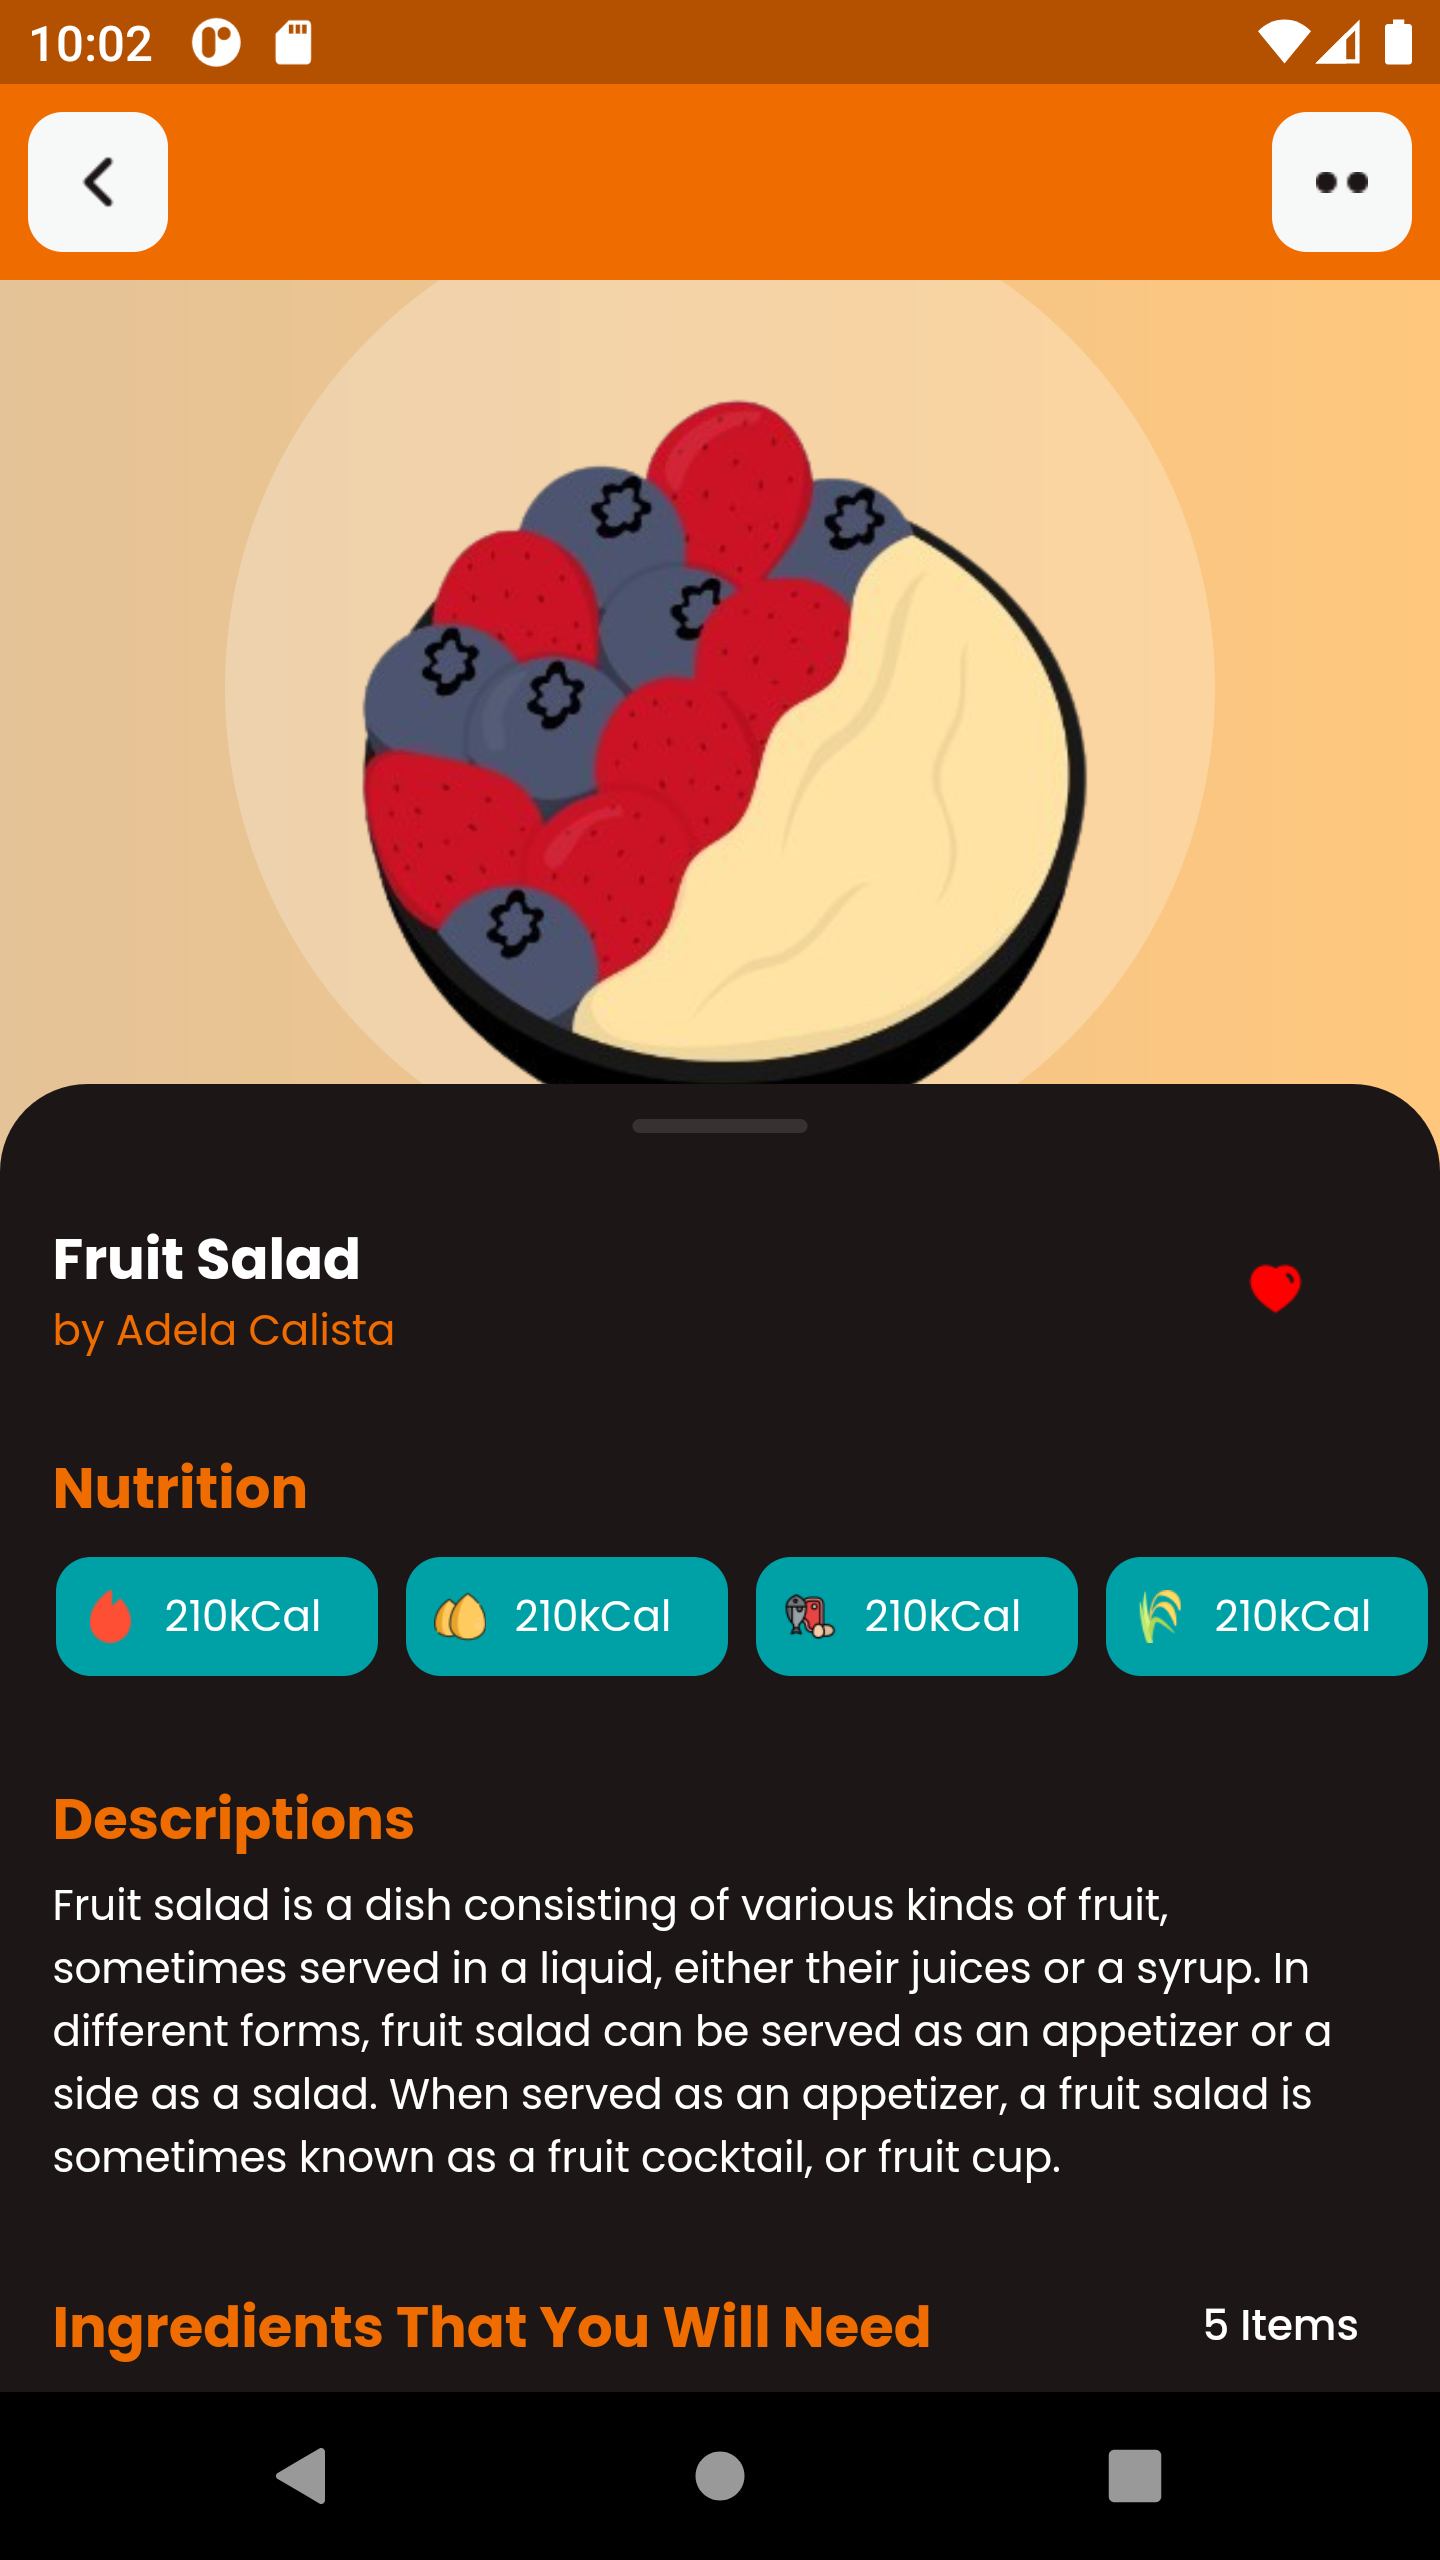 10:02
Fruit Salad
by Adela Calista
Nutrition
210kCal 210kCal 210kCal 210kCal
Descriptions
Fruit salad is a dish consisting of various kinds of fruit,
sometimes served in a liquid, either their juices or a syrup. In
different forms, fruit salad can be served as an appetizer or a
side as a salad. When served as an appetizer, a fruit salad is
sometimes known as a fruit cocktail, or fruit cup.
Ingredients That You Will Need 5 Items